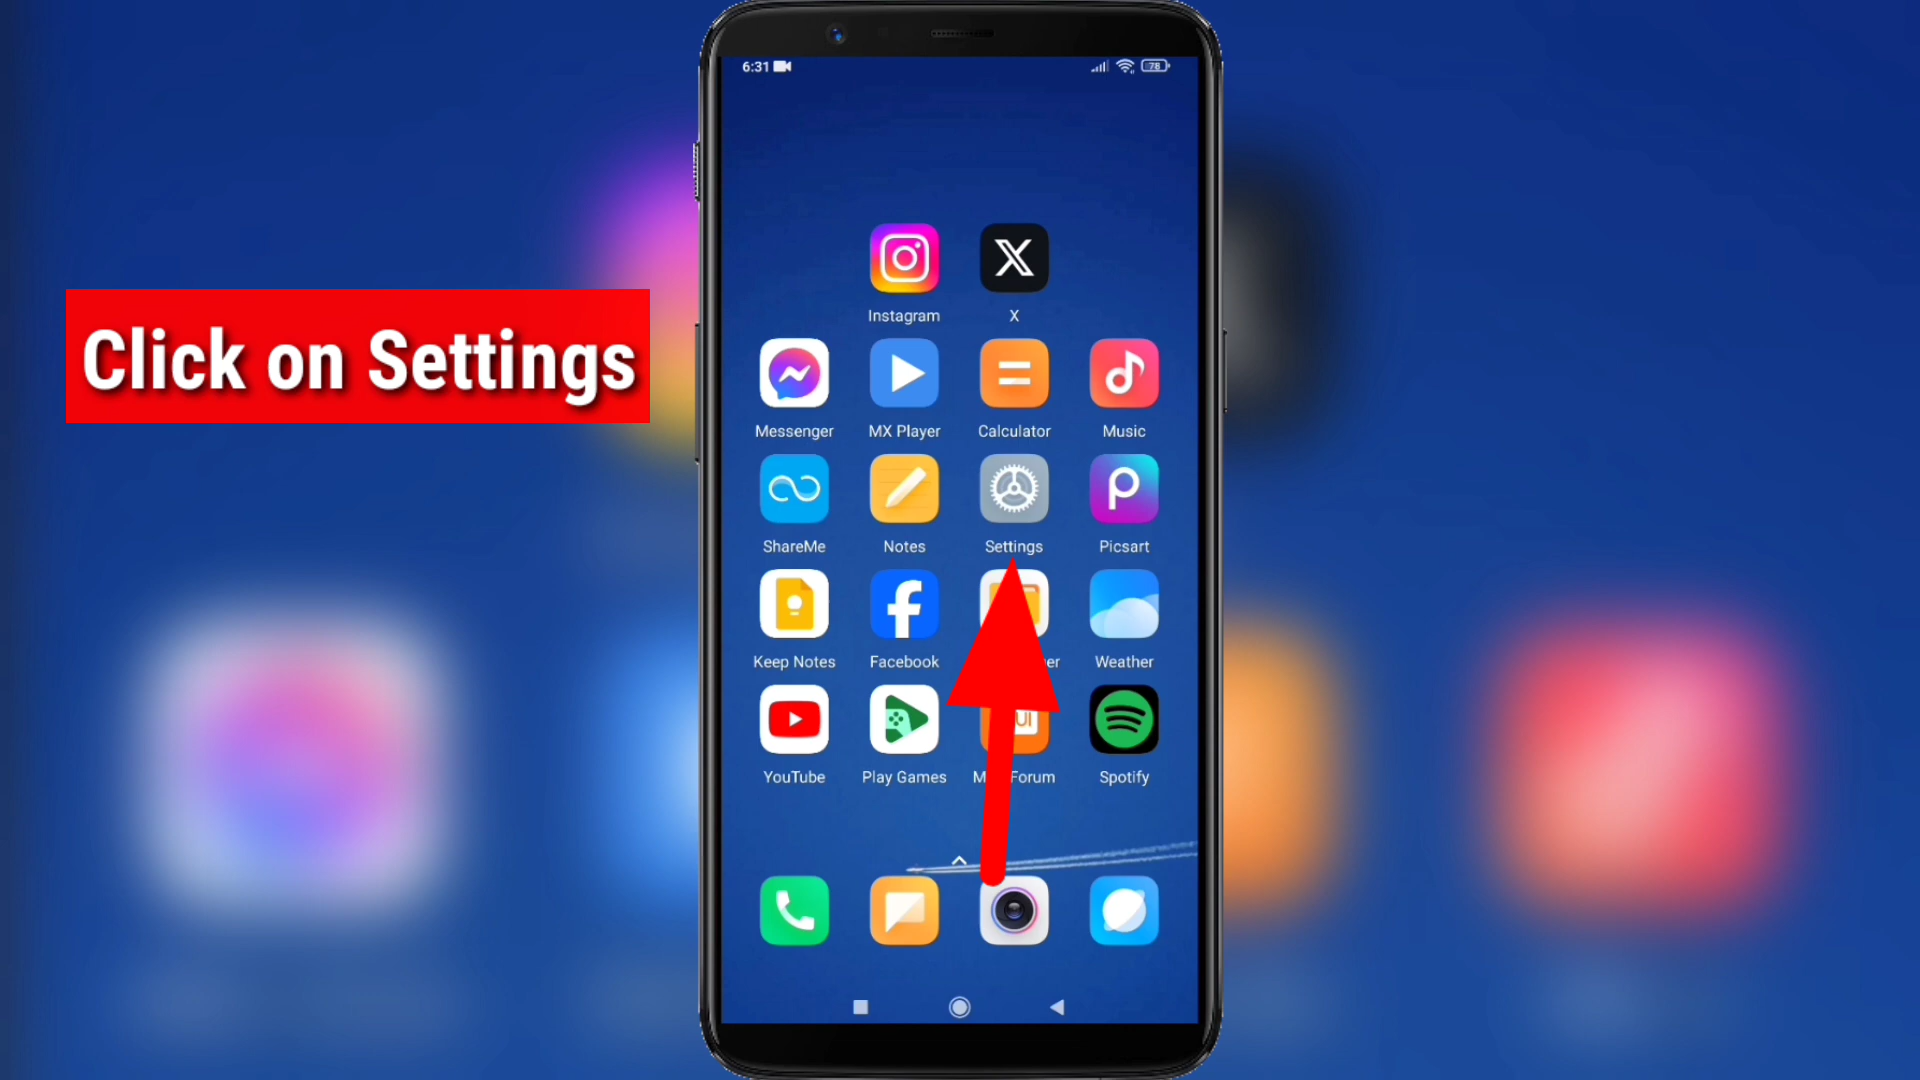 6:31
78
Click on Settings
Instagram
X
Messenger
MX Player
Calculator
Music
ShareMe
Notes
Settings
Picsart
Keep Notes
Facebook
Weather
YouTube
Play Games
Forum
Spotify